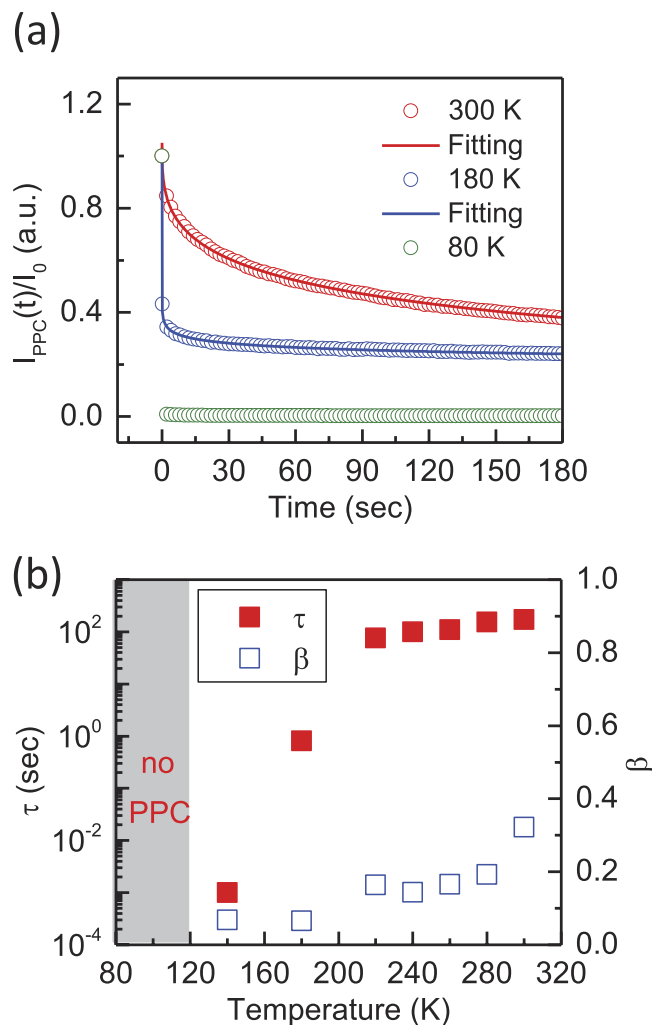 (a)
I_PPC(t)/I_0 (a.u.)
1.2
0.8
0.4
0.0
300 K
Fitting
180 K
Fitting
80 K
0 30 60 90 120 150 180
Time (sec)
(b)
τ (sec)
10^2
10^0
10^-2
10^-4
no
PPC
τ
β
1.0
0.8
0.6
0.4
0.2
0.0
β
80 120 160 200 240 280 320
Temperature (K)